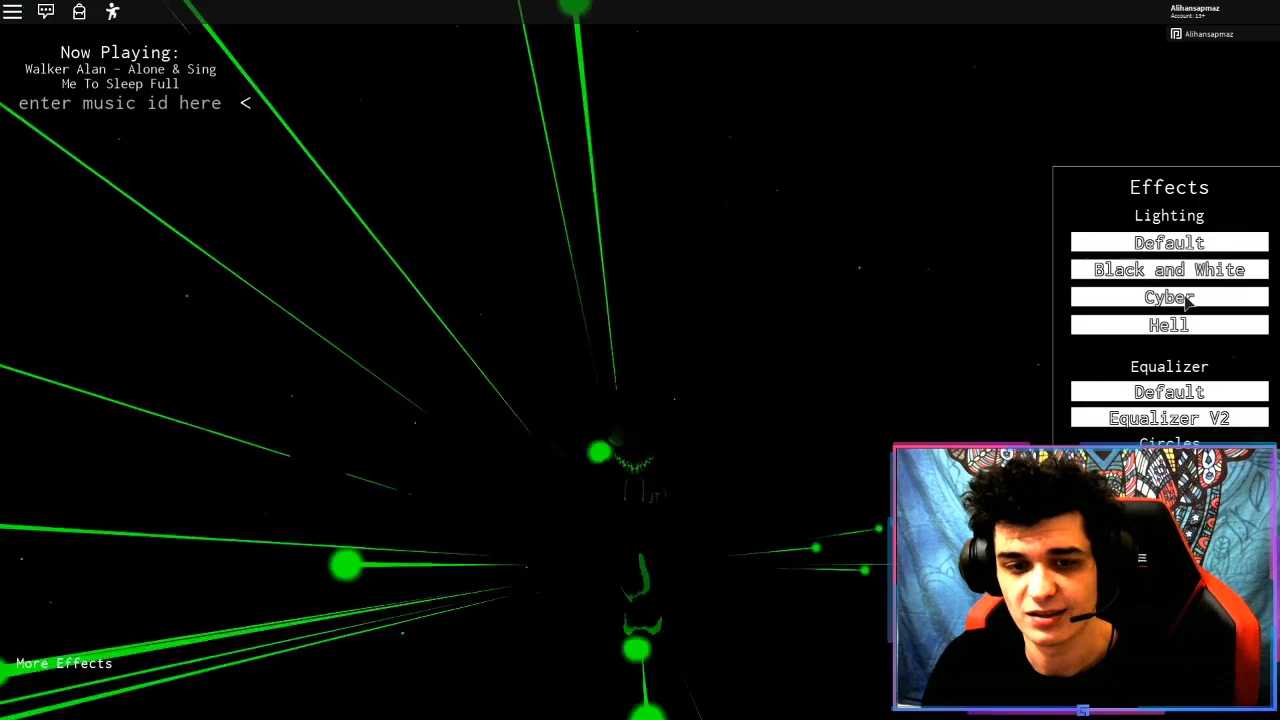 Alihansapmaz
Account: 13+
Alihansapmaz
Now Playing:
Walker Alan - Alone & Sing
Me To Sleep Full
enter music id here <
Effects
Lighting
Default
Black and White
Cyber
Hell
Equalizer
Default
Equalizer V2
Circles
More Effects